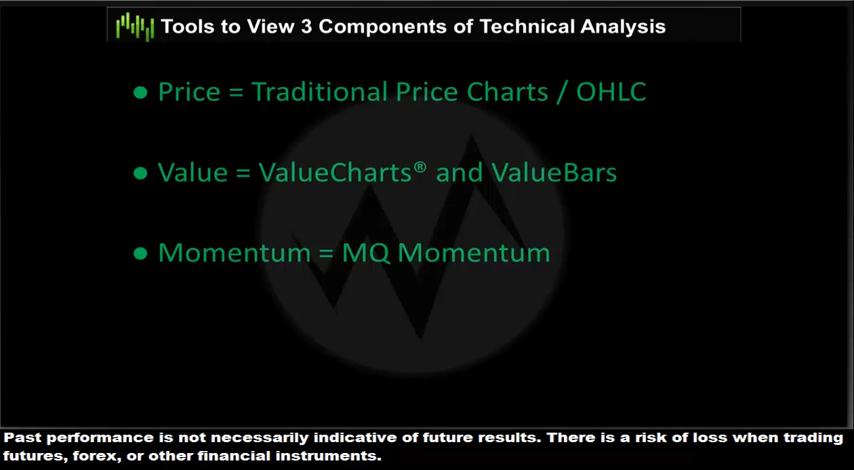 Tools to View 3 Components of Technical Analysis
● Price = Traditional Price Charts / OHLC
● Value = ValueCharts® and ValueBars
● Momentum = MQ Momentum
Past performance is not necessarily indicative of future results. There is a risk of loss when trading
futures, forex, or other financial instruments.